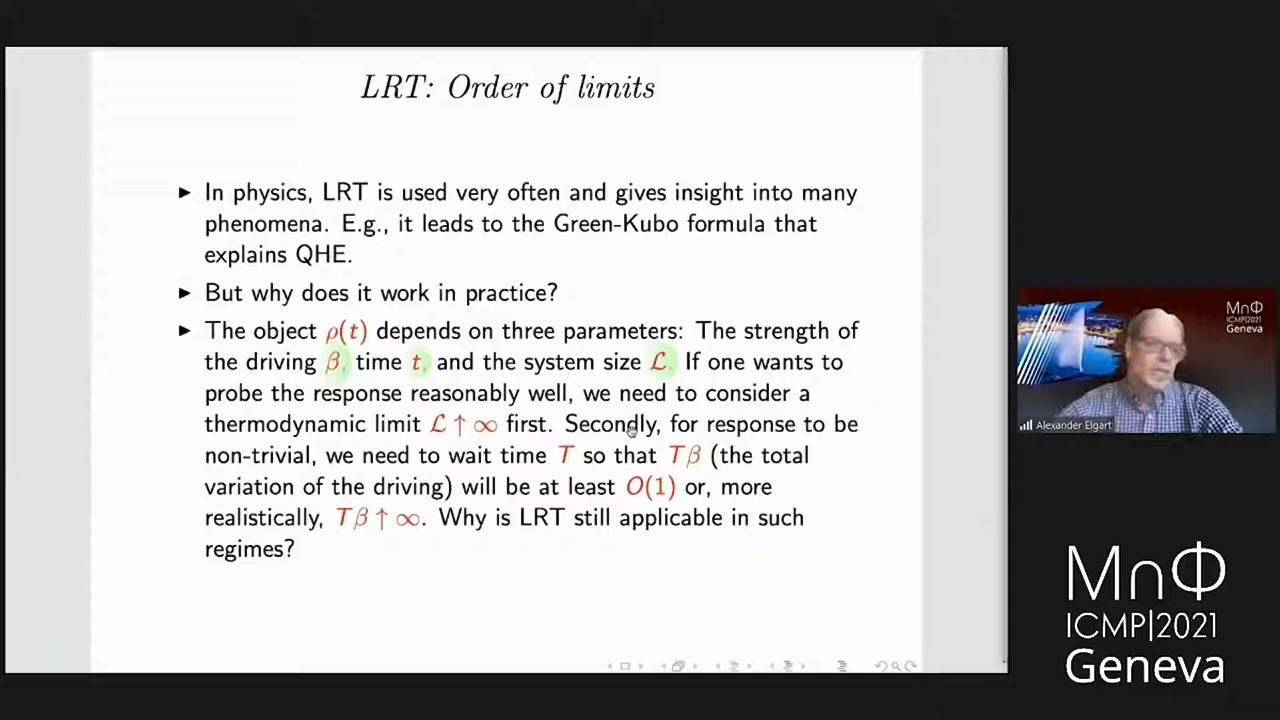 LRT: Order of limits
► In physics, LRT is used very often and gives insight into many
phenomena. E.g., it leads to the Green-Kubo formula that
explains QHE.
► But why does it work in practice?
► The object ρ(t) depends on three parameters: The strength of
the driving β, time t, and the system size ℒ. If one wants to
probe the response reasonably well, we need to consider a
thermodynamic limit ℒ ↑ ∞ first. Secondly, for response to be
non-trivial, we need to wait time T so that Tβ (the total
variation of the driving) will be at least O(1) or, more
realistically, Tβ ↑ ∞. Why is LRT still applicable in such
regimes?
M∩Φ
ICMP|2021
Geneva
Alexander Elgart
M∩Φ
ICMP|2021
Geneva